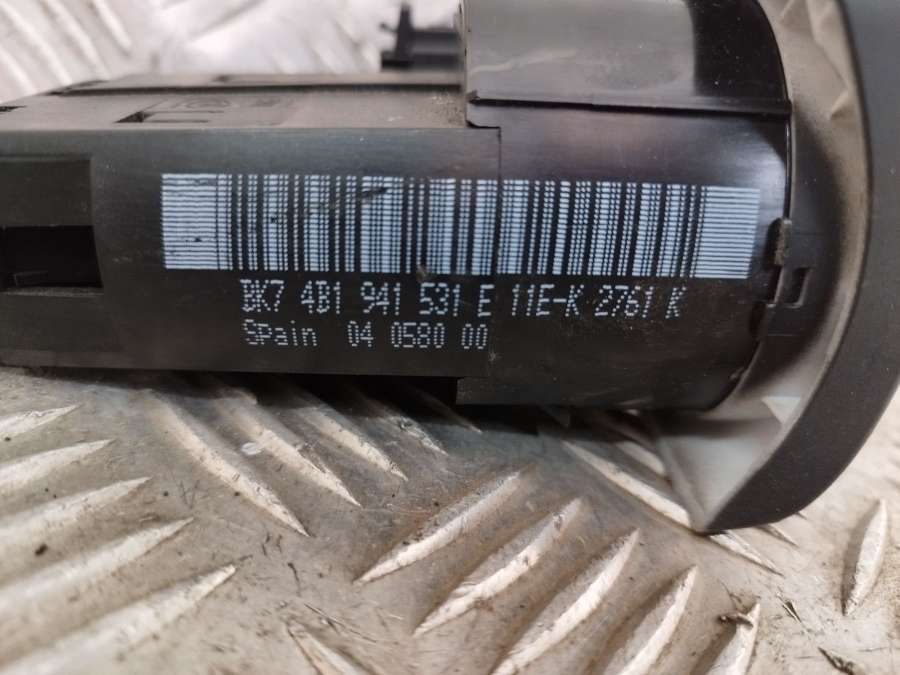 BK7 4B1 941 531 E 11E-K 2761 K
SPain 04 0580 00